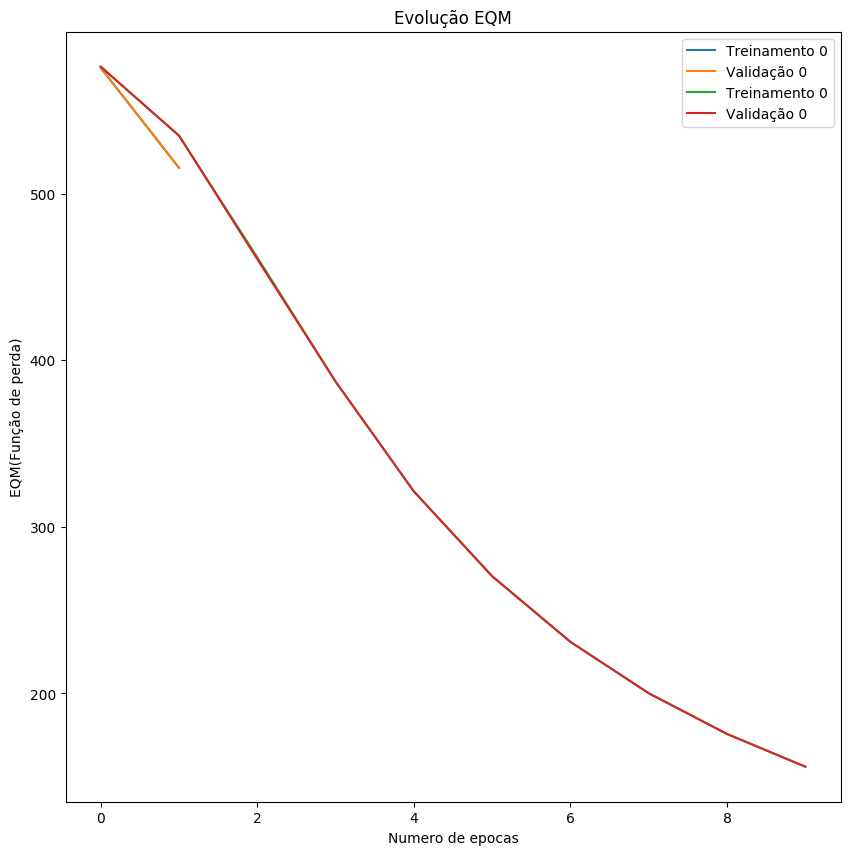 Evolução EQM
Treinamento 0
Validação 0
Treinamento 0
Validação 0
EQM(Função de perda)
500
400
300
200
0
2
4
6
8
Numero de epocas